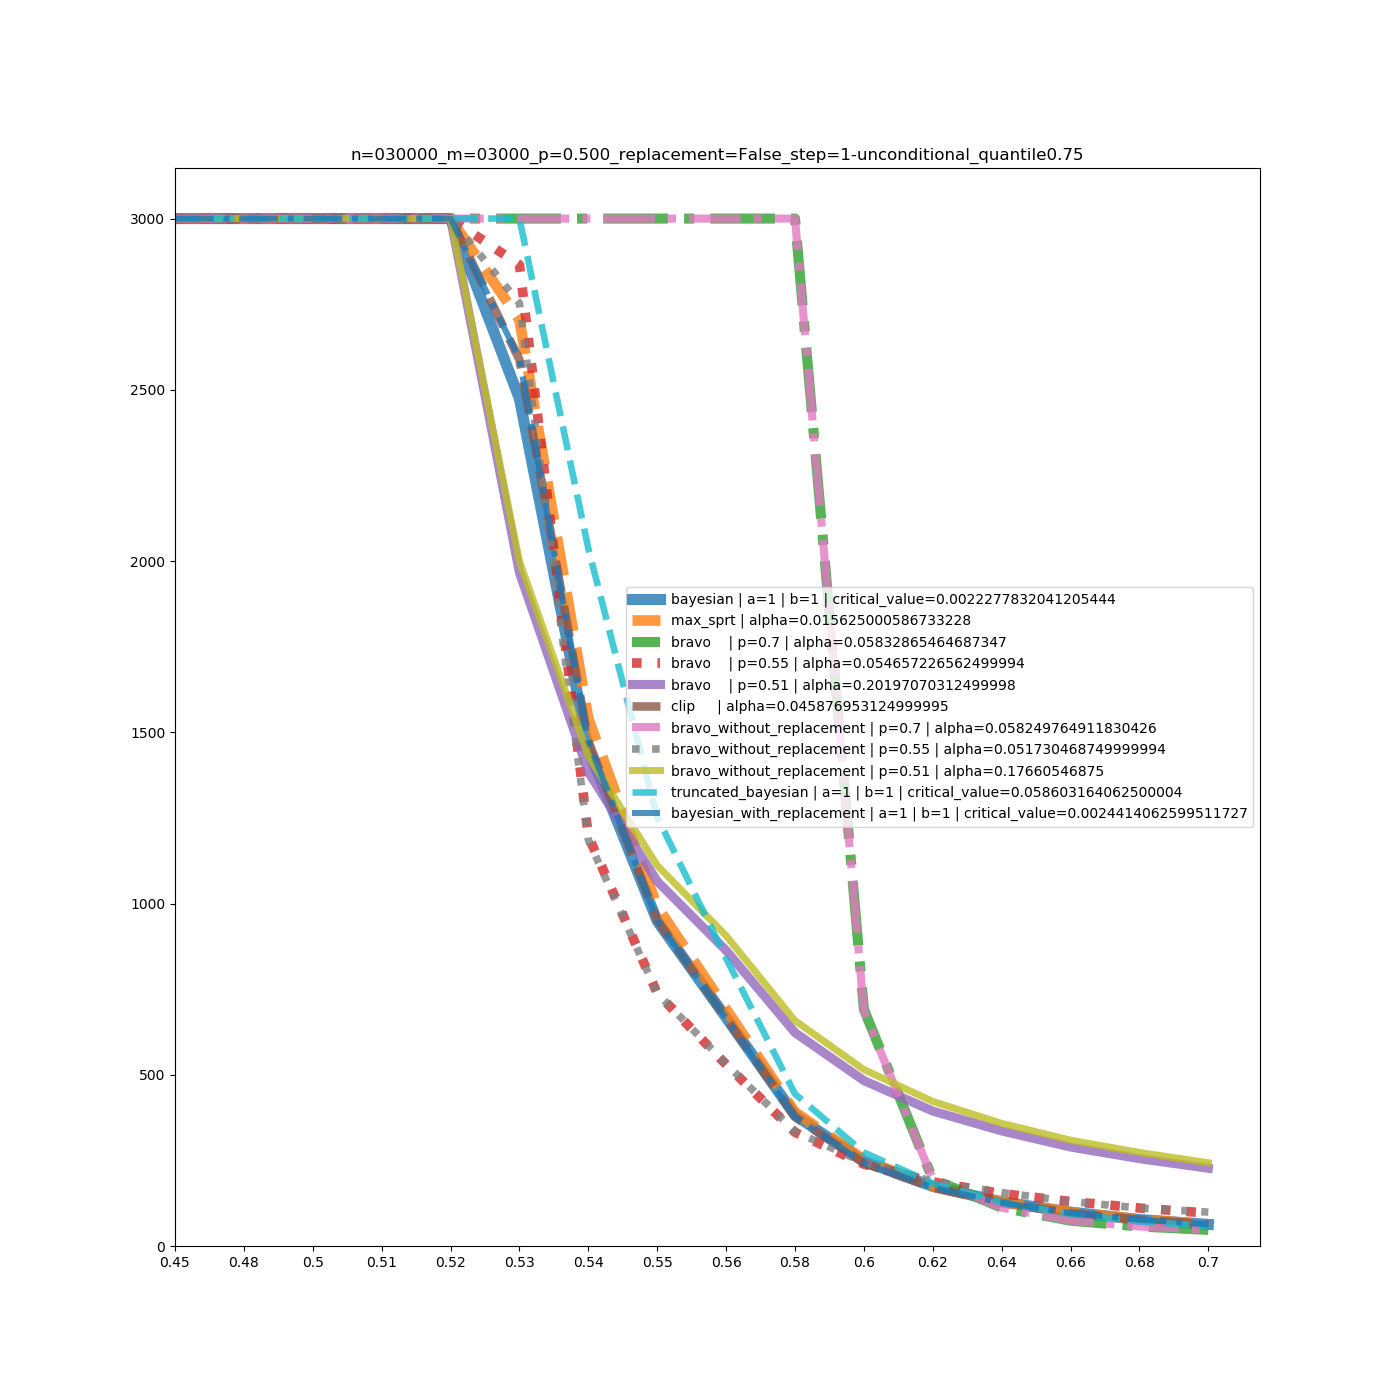 n=030000_m=03000_p=0.500_replacement=False_step=1-unconditional_quantile0.75
3000
2500
2000
1500
1000
500
0
bayesian | a=1 | b=1 | critical_value=0.0022277832041205444
max_sprt | alpha=0.015625000586733228
bravo    | p=0.7 | alpha=0.05832865464687347
bravo    | p=0.55 | alpha=0.054657226562499994
bravo    | p=0.51 | alpha=0.20197070312499998
clip     | alpha=0.045876953124999995
bravo_without_replacement | p=0.7 | alpha=0.058249764911830426
bravo_without_replacement | p=0.55 | alpha=0.051730468749999994
bravo_without_replacement | p=0.51 | alpha=0.17660546875
truncated_bayesian | a=1 | b=1 | critical_value=0.058603164062500004
bayesian_with_replacement | a=1 | b=1 | critical_value=0.0024414062599511727
0.45 0.48 0.5 0.51 0.52 0.53 0.54 0.55 0.56 0.58 0.6 0.62 0.64 0.66 0.68 0.7